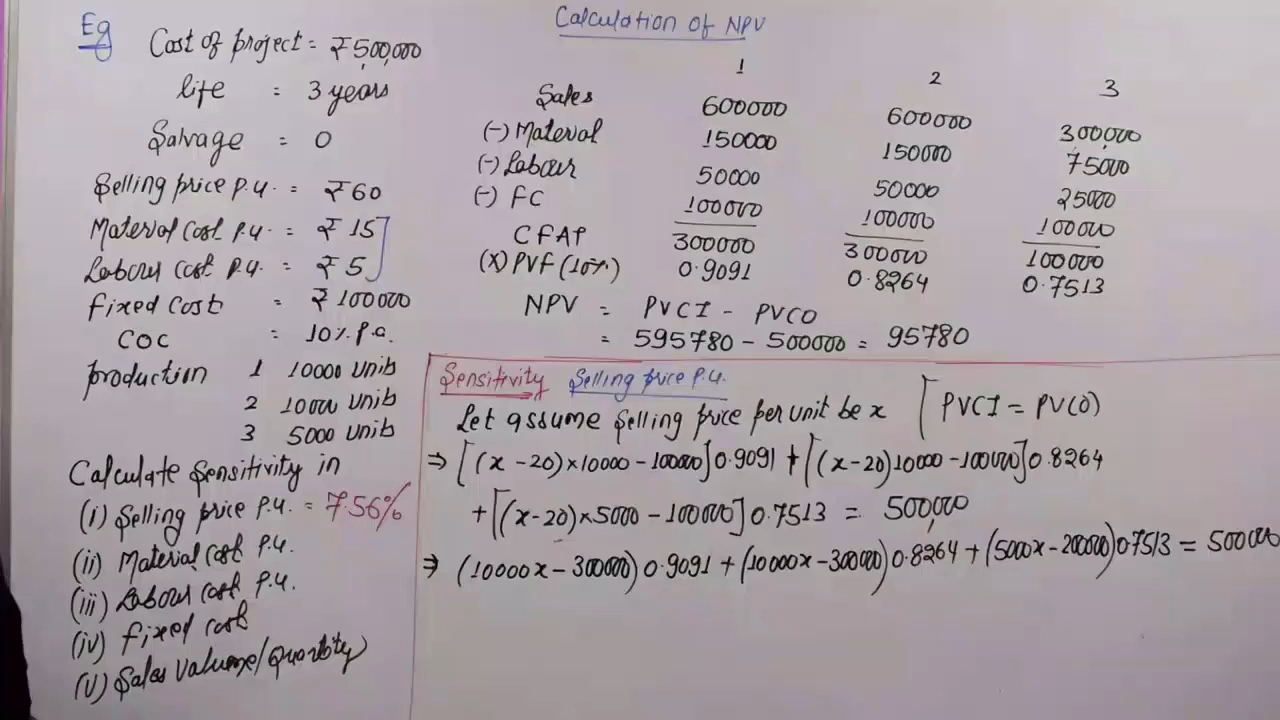 Eg
Cost of project = ₹500,000
life = 3 years
Salvage = 0
Selling price p.u. = ₹60
Material cost p.u. = ₹15
Labour cost p.u. = ₹5
fixed cost = ₹100000
COC = 10% p.a.
production 1 10000 units
2 10000 units
3 5000 units
Calculate Sensitivity in
(i) Selling price p.u. = 7.56%
(ii) Material cost p.u.
(iii) Labour cost p.u.
(iv) fixed cost
(v) Sales Volume/Quantity
Calculation of NPV
1 2 3
Sales 600000 600000 300,000
(-) Material 150000 150000 75000
(-) Labour 50000 50000 25000
(-) FC 100000 100000 100000
CFAT 300000 300000 100000
(x) PVF (10%) 0.9091 0.8264 0.7513
NPV = PVCI - PVCO
= 595780 - 500000 = 95780
Sensitivity Selling price p.u.
Let assume selling price per unit be x [PVCI = PVCO)
⇒ [(x-20)×10000-100000]0.9091 + [(x-20)10000-100000]0.8264
+ [(x-20)×5000-100000]0.7513 = 500,000
⇒ (10000x-300000)0.9091 + (10000x-300000)0.8264 + (5000x-200000)0.7513 = 500000